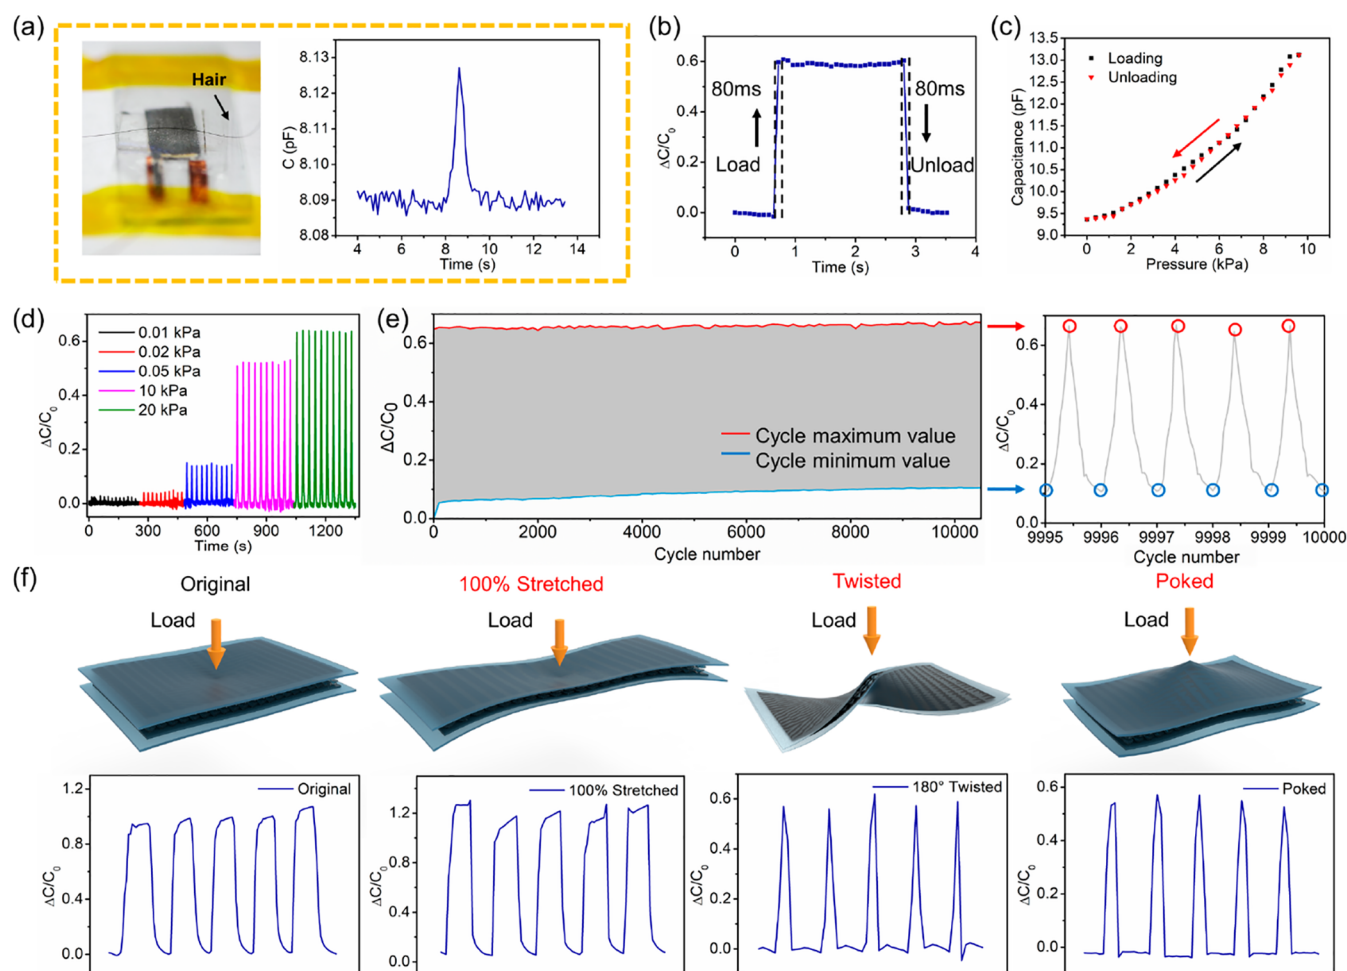 (a)
Hair
8.13
8.12
8.11
8.10
8.09
8.08
C (pF)
4 6 8 10 12 14
Time (s)
(b)
0.6
0.4
0.2
0.0
ΔC/C0
80ms
Load
80ms
Unload
0 1 2 3 4
Time (s)
(c)
13.5
13.0
12.5
12.0
11.5
11.0
10.5
10.0
9.5
9.0
Capacitance (pF)
Loading
Unloading
0 2 4 6 8 10
Pressure (kPa)
(d)
0.6
0.4
0.2
0.0
ΔC/C0
0.01 kPa
0.02 kPa
0.05 kPa
10 kPa
20 kPa
0 300 600 900 1200
Time (s)
(e)
0.6
0.4
0.2
0.0
ΔC/C0
Cycle maximum value
Cycle minimum value
0 2000 4000 6000 8000 10000
Cycle number
0.6
0.4
0.2
0.0
ΔC/C0
9995 9996 9997 9998 9999 10000
Cycle number
(f)
Original
100% Stretched
Twisted
Poked
Load
Load
Load
Load
Original
1.2
0.8
0.4
0.0
ΔC/C0
100% Stretched
1.2
0.8
0.4
0.0
ΔC/C0
180° Twisted
0.6
0.4
0.2
0.0
ΔC/C0
Poked
0.6
0.4
0.2
0.0
ΔC/C0